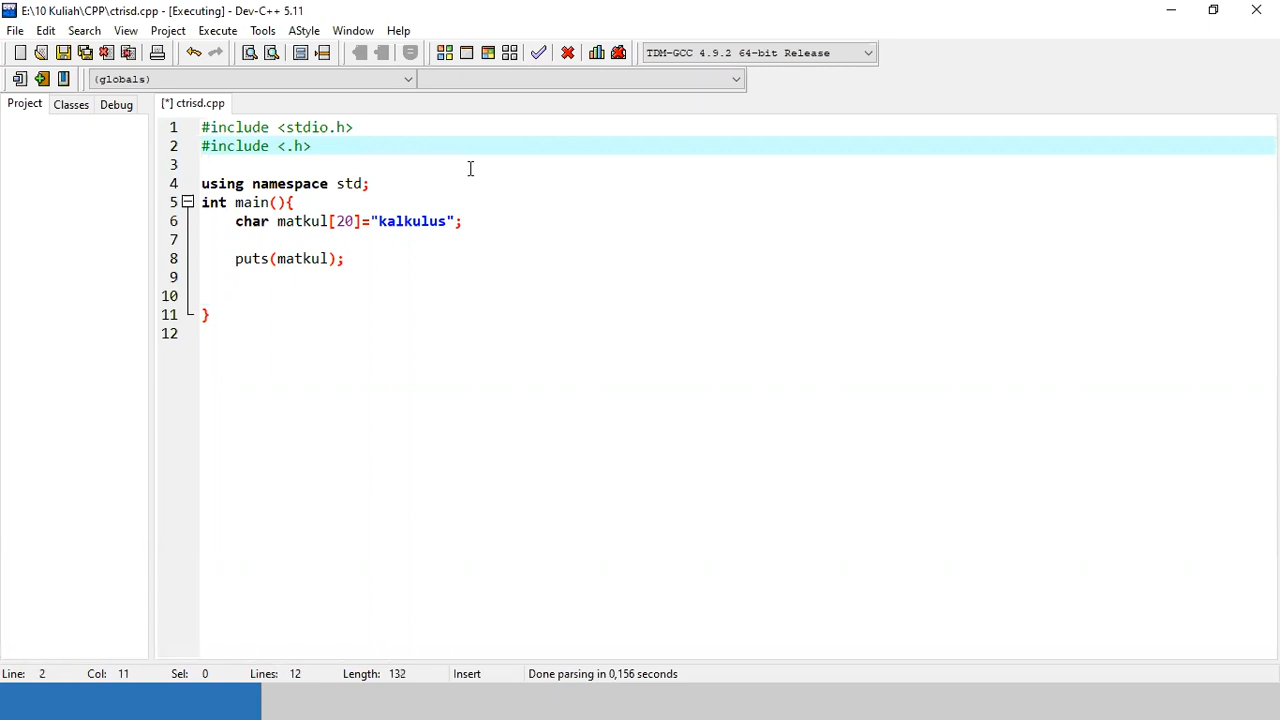 E:\10 Kuliah\CPP\ctrisd.cpp - [Executing] - Dev-C++ 5.11
File Edit Search View Project Execute Tools AStyle Window Help
TDM-GCC 4.9.2 64-bit Release
(globals)
Project Classes Debug [*] ctrisd.cpp
1 #include <stdio.h>
2 #include <.h>
3
4 using namespace std;
5 int main(){
6 char matkul[20]="kalkulus";
7
8 puts(matkul);
9
10
11 }
12
Line: 2 Col: 11 Sel: 0 Lines: 12 Length: 132 Insert Done parsing in 0,156 seconds